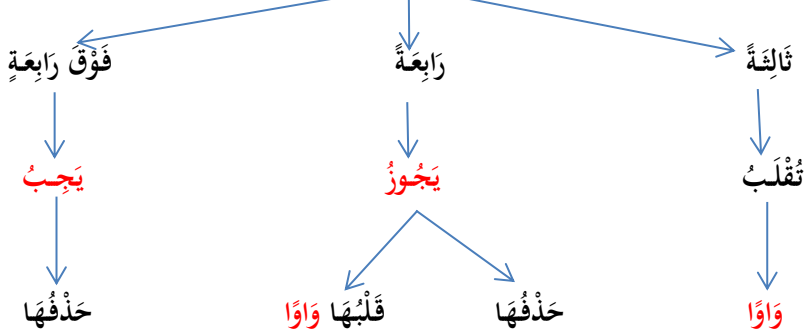 ثَالِثَةً رَابِعَةً فَوْقَ رَابِعَةٍ
تُقْلَبُ يَجُوزُ يَجِبُ
وَاوًا حَذْفُهَا قَلْبُهَا وَاوًا حَذْفُهَا